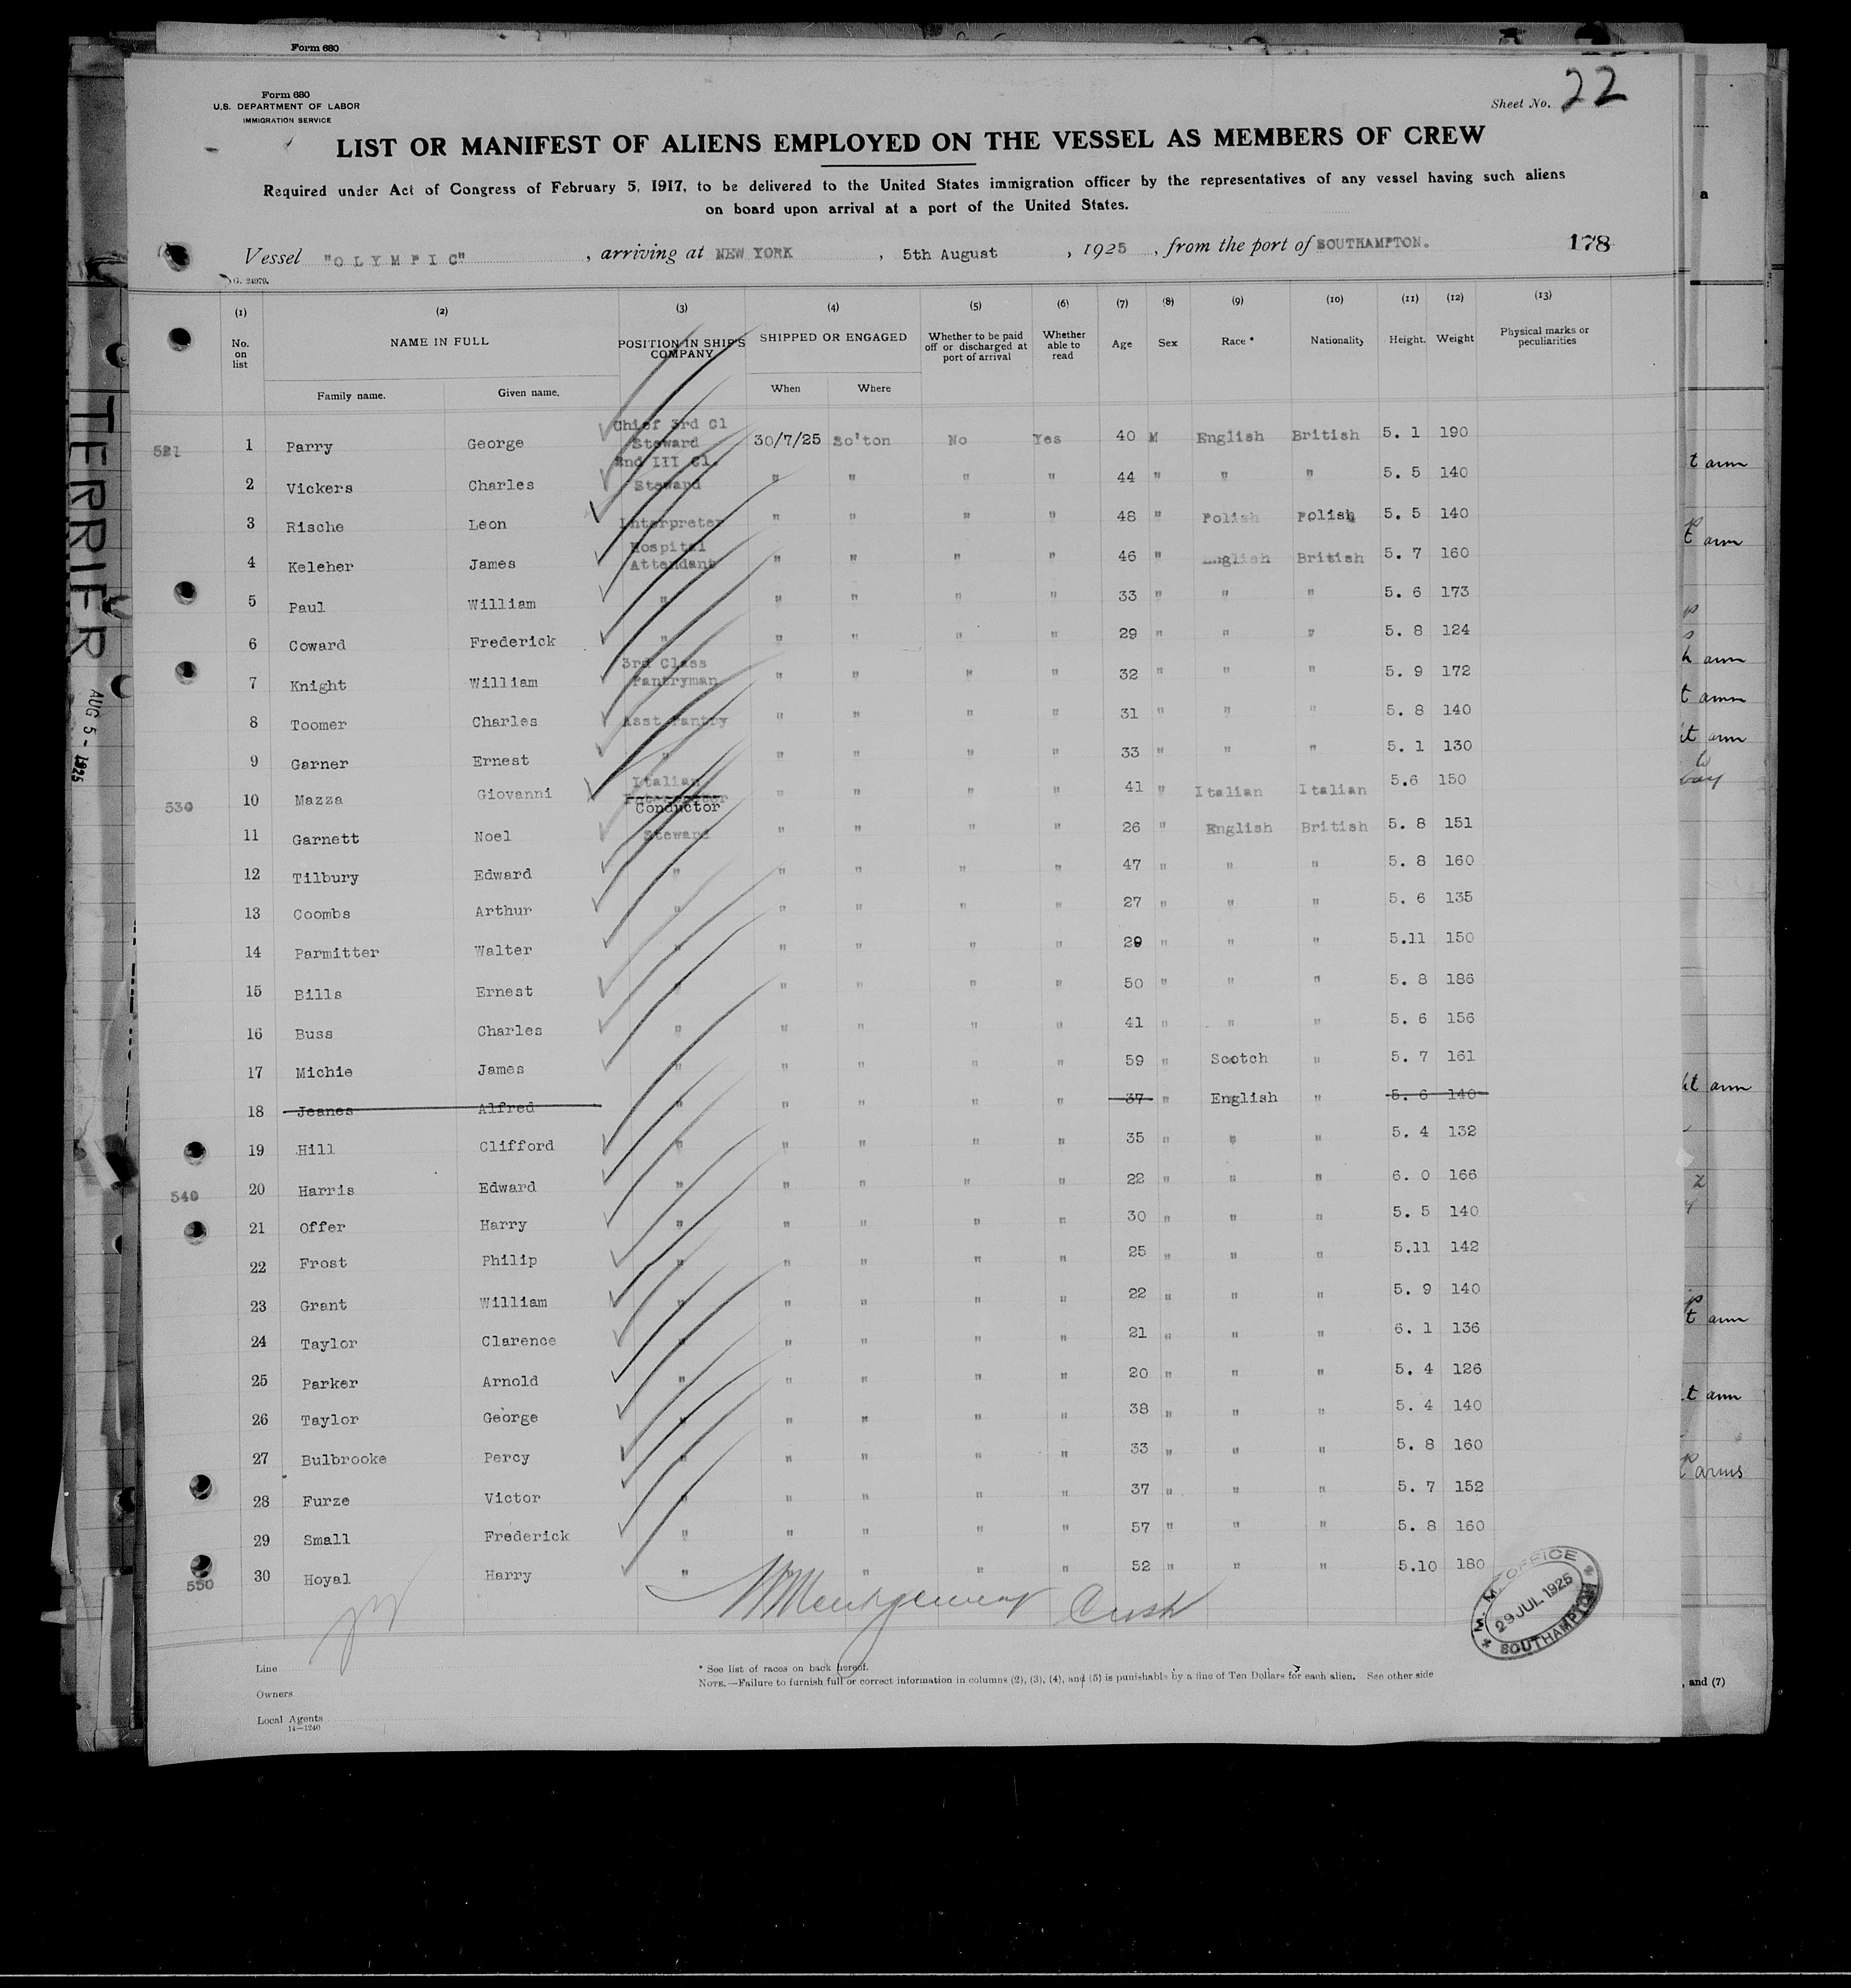 Form 680
Form 680
U.S. DEPARTMENT OF LABOR
IMMIGRATION SERVICE
Sheet No. 22
LIST OR MANIFEST OF ALIENS EMPLOYED ON THE VESSEL AS MEMBERS OF CREW
Required under Act of Congress of February 5, 1917, to be delivered to the United States immigration officer by the representatives of any vessel having such aliens
on board upon arrival at a port of the United States.
Vessel "OLYMPIC", arriving at NEW YORK, 5th August, 1925, from the port of SOUTHAMPTON. 178
G. 24979.
(1) (2) (3) (4) (5) (6) (7) (8) (9) (10) (11) (12) (13)
No. on list NAME IN FULL POSITION IN SHIP'S COMPANY SHIPPED OR ENGAGED Whether to be paid off or discharged at port of arrival Whether able to read Age Sex Race * Nationality Height. Weight Physical marks or peculiarities
Family name. Given name. When Where
521 1 Parry George Chief 3rd Cl Steward 30/7/25 So'ton No Yes 40 M English British 5. 1 190
2 Vickers Charles 2nd III Cl. Steward " " " " 44 " " " 5. 5 140
3 Rische Leon Interpreter " " " " 48 " Polish Polish 5. 5 140
4 Keleher James Hospital Attendant " " " " 46 " English British 5. 7 160
5 Paul William " " " " " 33 " " " 5. 6 173
6 Coward Frederick " " " " " 29 " " " 5. 8 124
7 Knight William 3rd Class Pantryman " " " " 32 " " " 5. 9 172
8 Toomer Charles Asst Pantry " " " " 31 " " " 5. 8 140
9 Garner Ernest " " " " " 33 " " " 5. 1 130
530 10 Mazza Giovanni Italian Conductor " " " " 41 " Italian Italian 5.6 150
11 Garnett Noel Steward " " " " 26 " English British 5. 8 151
12 Tilbury Edward " " " " " 47 " " " 5. 8 160
13 Coombs Arthur " " " " " 27 " " " 5. 6 135
14 Parmitter Walter " " " " " 29 " " " 5.11 150
15 Bills Ernest " " " " " 50 " " " 5. 8 186
16 Buss Charles " " " " " 41 " " " 5. 6 156
17 Michie James " " " " " 59 " Scotch " 5. 7 161
18 Jeanes Alfred " " " " " 37 " English " 5. 6 140
19 Hill Clifford " " " " " 35 " " " 5. 4 132
540 20 Harris Edward " " " " " 22 " " " 6. 0 166
21 Offer Harry " " " " " 30 " " " 5. 5 140
22 Frost Philip " " " " " 25 " " " 5.11 142
23 Grant William " " " " " 22 " " " 5. 9 140
24 Taylor Clarence " " " " " 21 " " " 6. 1 136
25 Parker Arnold " " " " " 20 " " " 5. 4 126
26 Taylor George " " " " " 38 " " " 5. 4 140
27 Bulbrooke Percy " " " " " 33 " " " 5. 8 160
28 Furze Victor " " " " " 37 " " " 5. 7 152
29 Small Frederick " " " " " 57 " " " 5. 8 160
550 30 Hoyal Harry " " " " 52 " " " 5.10 180
M. M. OFFICE
29 JUL 1925
SOUTHAMPTON
Line
Owners
Local Agents
14—1240
* See list of races on back hereof.
NOTE.—Failure to furnish full or correct information in columns (2), (3), (4), and (5) is punishable by a fine of Ten Dollars for each alien. See other side
, and (7)
TERRIER
AUG 5 - 1925
t arm
t arm
arm
t arm
arm
arm
t arm
t arm
arms